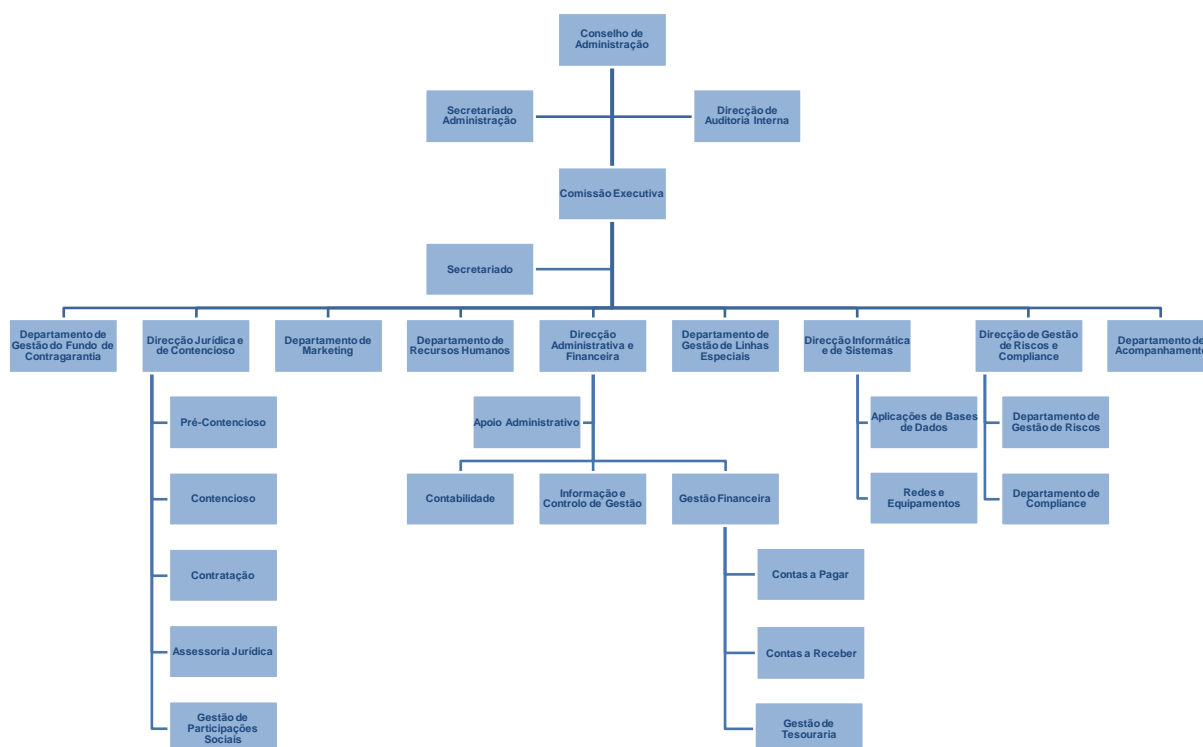 Conselho de
Administração
Secretariado
Administração
Direcção de
Auditoria Interna
Comissão Executiva
Secretariado
Departamento de
Gestão do Fundo de
Contragarantia
Direcção Jurídica e
de Contencioso
Departamento de
Marketing
Departamento de
Recursos Humanos
Direcção
Administrativa e
Financeira
Departamento de
Gestão de Linhas
Especiais
Direcção Informática
e de Sistemas
Direcção de Gestão
de Riscos e
Compliance
Departamento de
Acompanhamento
Pré-Contencioso
Apoio Administrativo
Aplicações de Bases
de Dados
Departamento de
Gestão de Riscos
Contencioso
Contabilidade
Informação e
Controlo de Gestão
Gestão Financeira
Redes e
Equipamentos
Departamento de
Compliance
Contratação
Contas a Pagar
Assessoria Jurídica
Contas a Receber
Gestão de
Participações
Sociais
Gestão de
Tesouraria